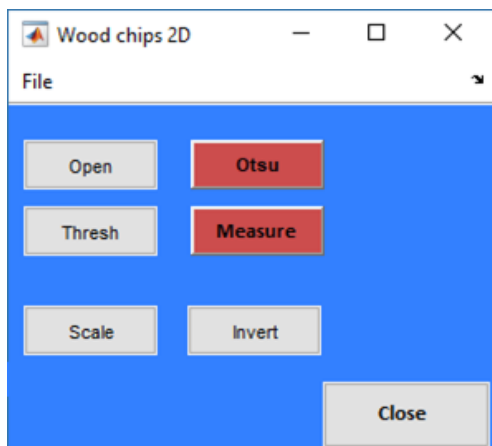 Wood chips 2D
File
Open Otsu
Thresh Measure
Scale Invert
Close